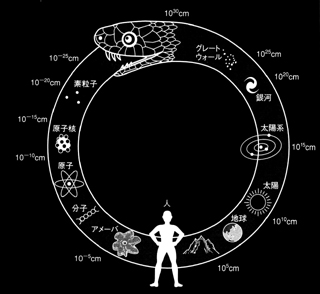 10³⁰cm
10²⁵cm
10²⁰cm
10¹⁵cm
10¹⁰cm
10⁵cm
10⁻⁵cm
10⁻¹⁰cm
10⁻¹⁵cm
10⁻²⁰cm
10⁻²⁵cm
グレート
ウォール
銀河
太陽系
太陽
地球
人
アメーバ
分子
原子
原子核
素粒子